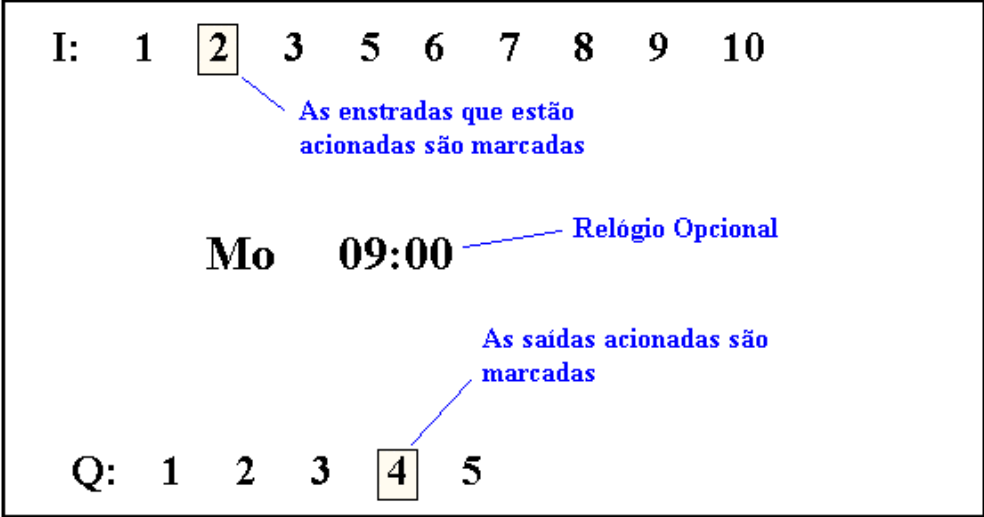 I: 1 2 3 5 6 7 8 9 10
As enstradas que estão
acionadas são marcadas
Relógio Opcional
Mo 09:00
As saídas acionadas são
marcadas
Q: 1 2 3 4 5